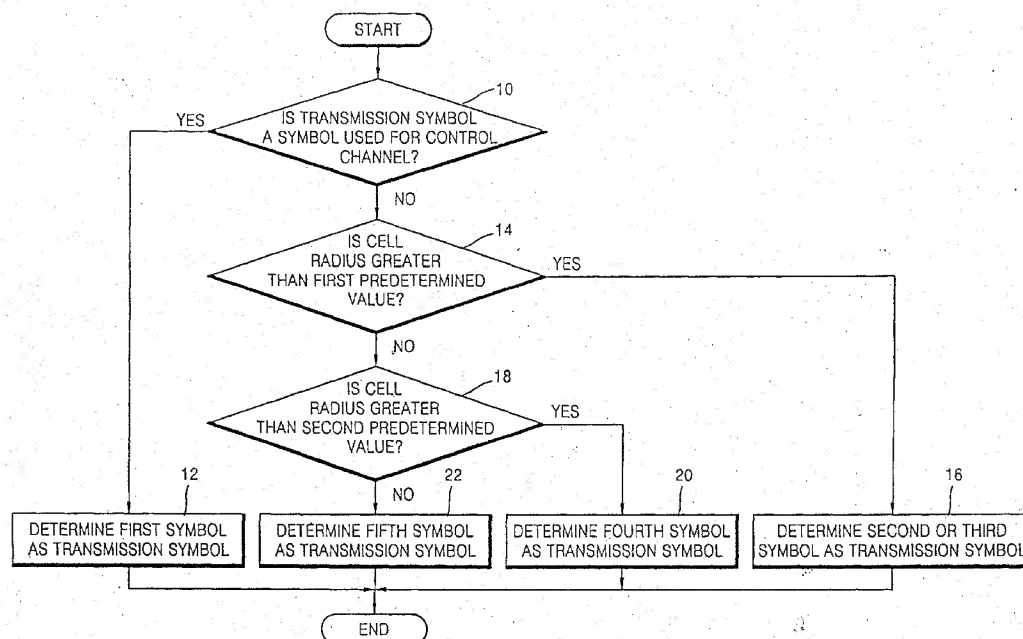 START
10
IS TRANSMISSION SYMBOL
A SYMBOL USED FOR CONTROL
CHANNEL?
YES
NO
14
IS CELL
RADIUS GREATER
THAN FIRST PREDETERMINED
VALUE?
YES
NO
18
IS CELL
RADIUS GREATER
THAN SECOND PREDETERMINED
VALUE?
YES
NO
12
DETERMINE FIRST SYMBOL
AS TRANSMISSION SYMBOL
22
DETERMINE FIFTH SYMBOL
AS TRANSMISSION SYMBOL
20
DETERMINE FOURTH SYMBOL
AS TRANSMISSION SYMBOL
16
DETERMINE SECOND OR THIRD
SYMBOL AS TRANSMISSION SYMBOL
END